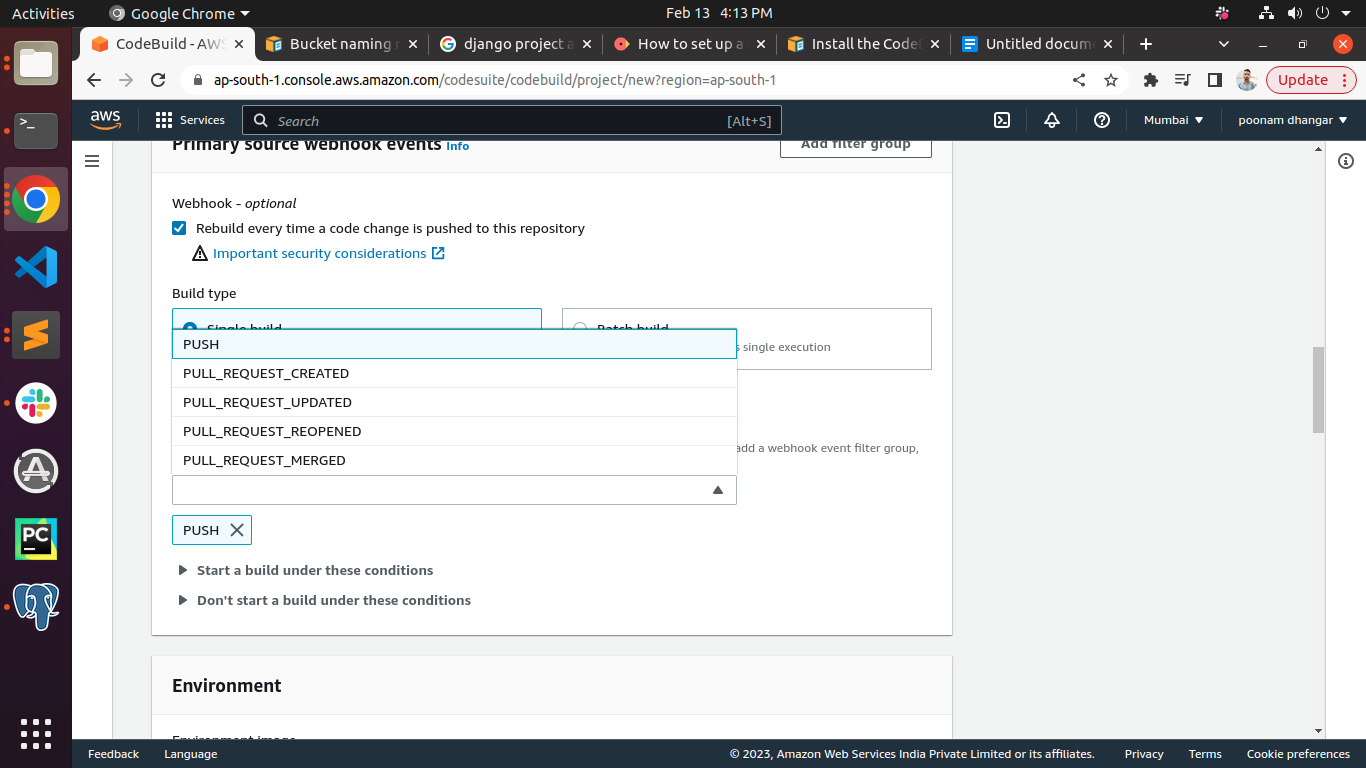 Activities
Google Chrome
Feb 13 4:13 PM
CodeBuild - AWS
Bucket naming r
django project a
How to set up a
Install the CodeD
Untitled docume
ap-south-1.console.aws.amazon.com/codesuite/codebuild/project/new?region=ap-south-1
Update
aws
Services
Search
[Alt+S]
Mumbai
poonam dhangar
Primary source webhook events Info
Add filter group
Webhook - optional
Rebuild every time a code change is pushed to this repository
Important security considerations
Build type
Single build
Batch build
single execution
PUSH
PULL_REQUEST_CREATED
PULL_REQUEST_UPDATED
PULL_REQUEST_REOPENED
add a webhook event filter group,
PULL_REQUEST_MERGED
PUSH
Start a build under these conditions
Don't start a build under these conditions
Environment
Environment image
PC
Feedback
Language
© 2023, Amazon Web Services India Private Limited or its affiliates.
Privacy
Terms
Cookie preferences